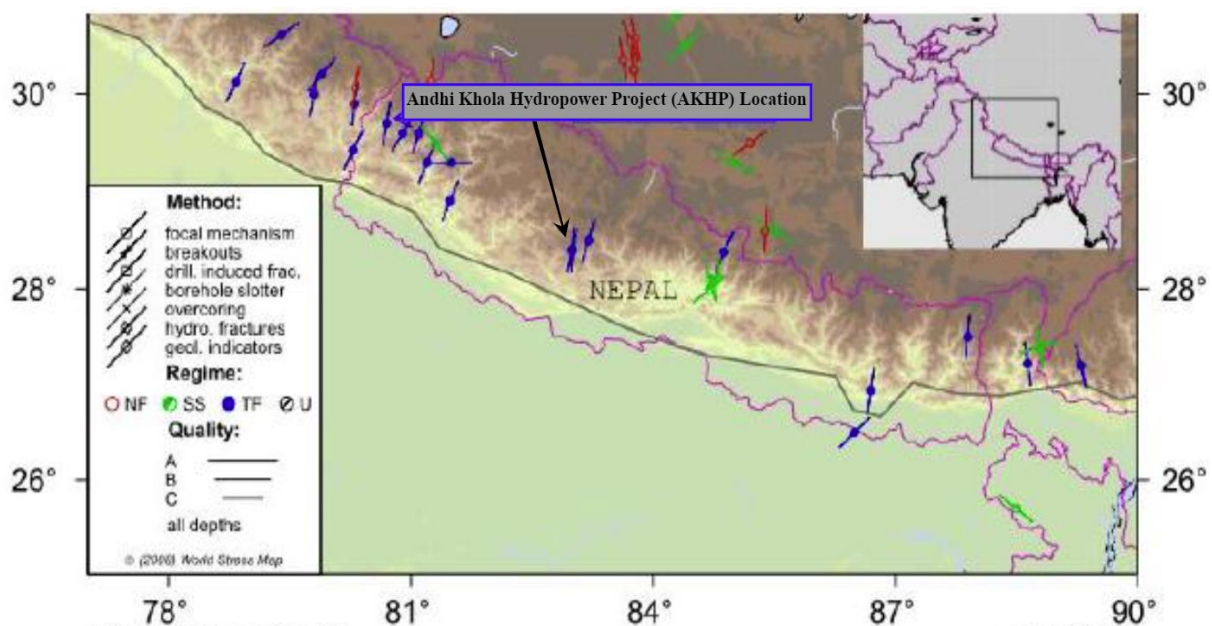 30°
30°
Andhi Khola Hydropower Project (AKHP) Location
Method:
focal mechanism
breakouts
drill. induced frac.
borehole slotter
overcoring
hydro. fractures
geol. indicators
Regime:
NF SS TF U
Quality:
A
B
C
all depths
© (2008) World Stress Map
28°
NEPAL
28°
26°
26°
78°
81°
84°
87°
90°